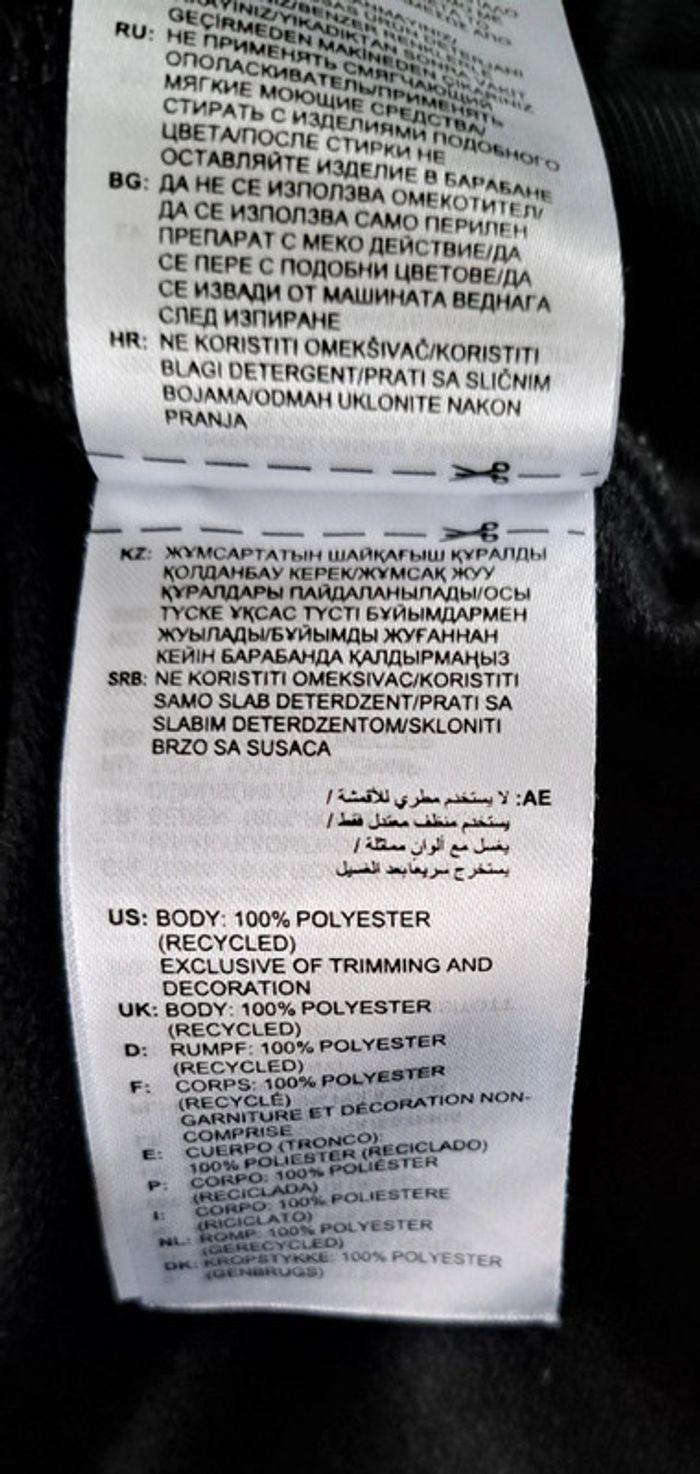 GEÇİRMEDEN MAKİNEDEN ÇIKARINIZ
RU: НЕ ПРИМЕНЯТЬ СМЯГЧАЮЩИЙ
ОПОЛАСКИВАТЕЛЬ/ПРИМЕНЯТЬ
МЯГКИЕ МОЮЩИЕ СРЕДСТВА/
СТИРАТЬ С ИЗДЕЛИЯМИ ПОДОБНОГО
ЦВЕТА/ПОСЛЕ СТИРКИ НЕ
ОСТАВЛЯЙТЕ ИЗДЕЛИЕ В БАРАБАНЕ
BG: ДА НЕ СЕ ИЗПОЛЗВА ОМЕКОТИТЕЛ/
ДА СЕ ИЗПОЛЗВА САМО ПЕРИЛЕН
ПРЕПАРАТ С МЕКО ДЕЙСТВИЕ/ДА
СЕ ПЕРЕ С ПОДОБНИ ЦВЕТОВЕ/ДА
СЕ ИЗВАДИ ОТ МАШИНАТА ВЕДНАГА
СЛЕД ИЗПИРАНЕ
HR: NE KORISTITI OMEKŠIVAČ/KORISTITI
BLAGI DETERGENT/PRATI SA SLIČNIM
BOJAMA/ODMAH UKLONITE NAKON
PRANJA
KZ: ЖҰМСАРТАТЫН ШАЙҚАҒЫШ ҚҰРАЛДЫ
ҚОЛДАНБАУ КЕРЕК/ЖҰМСАҚ ЖУУ
ҚҰРАЛДАРЫ ПАЙДАЛАНЫЛАДЫ/ОСЫ
ТҮСКЕ ҰҚСАС ТҮСТІ БҰЙЫМДАРМЕН
ЖУЫЛАДЫ/БҰЙЫМДЫ ЖУҒАННАН
КЕЙІН БАРАБАНДА ҚАЛДЫРМАҢЫЗ
SRB: NE KORISTITI OMEKSIVAC/KORISTITI
SAMO SLAB DETERDZENT/PRATI SA
SLABIM DETERDZENTOM/SKLONITI
BRZO SA SUSACA
AE: لا يستخدم مطري للأقمشة /
يستخدم منظف معتدل فقط /
يغسل مع ألوان مماثلة /
يستخرج سريعابعد الغسيل
US: BODY: 100% POLYESTER
(RECYCLED)
EXCLUSIVE OF TRIMMING AND
DECORATION
UK: BODY: 100% POLYESTER
(RECYCLED)
D: RUMPF: 100% POLYESTER
(RECYCLED)
F: CORPS: 100% POLYESTER
(RECYCLÉ)
GARNITURE ET DÉCORATION NON-
COMPRISE
E: CUERPO (TRONCO):
100% POLIESTER (RECICLADO)
P: CORPO: 100% POLIÉSTER
(RECICLADA)
I: CORPO: 100% POLIESTERE
(RICICLATO)
NL: ROMP: 100% POLYESTER
(GERECYCLED)
DK: KROPSTYKKE: 100% POLYESTER
(GENBRUGS)